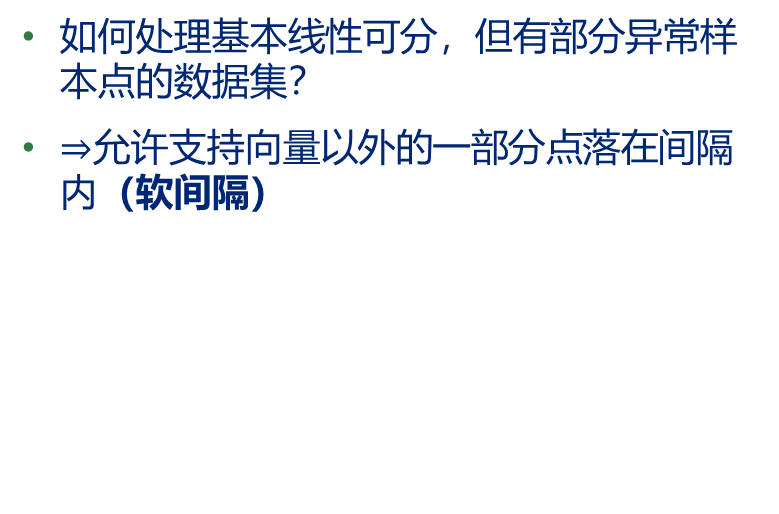 • 如何处理基本线性可分，但有部分异常样
本点的数据集？
• ⇒允许支持向量以外的一部分点落在间隔
内（软间隔）